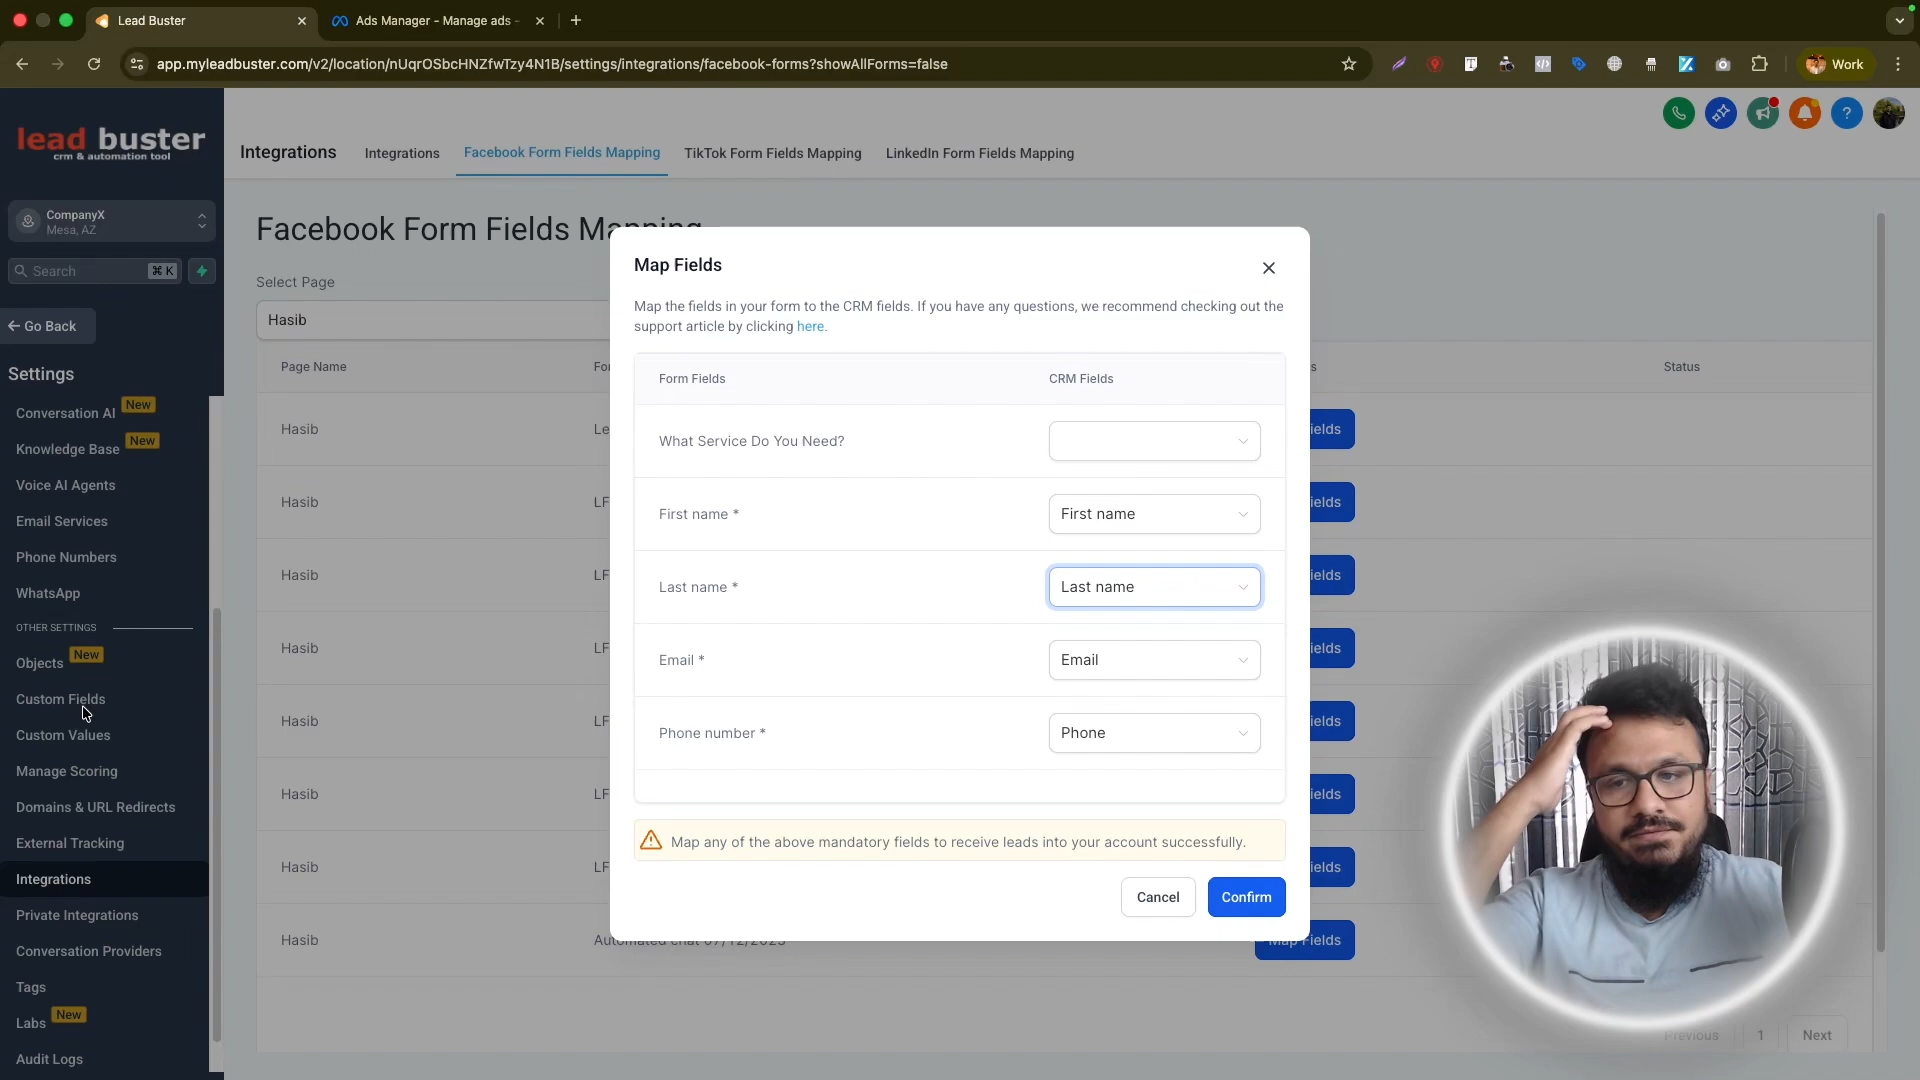 Lead Buster
Ads Manager - Manage ads -
app.myleadbuster.com/v2/location/nUqrOSbcHNZfwTzy4N1B/settings/integrations/facebook-forms?showAllForms=false
Work
lead buster
crm & automation tool
CompanyX
Mesa, AZ
Search
⌘ K
Go Back
Settings
Conversation AI New
Knowledge Base New
Voice AI Agents
Email Services
Phone Numbers
WhatsApp
OTHER SETTINGS
Objects New
Custom Fields
Custom Values
Manage Scoring
Domains & URL Redirects
External Tracking
Integrations
Private Integrations
Conversation Providers
Tags
Labs New
Audit Logs
Integrations
Integrations
Facebook Form Fields Mapping
TikTok Form Fields Mapping
LinkedIn Form Fields Mapping
Facebook Form Fields Mapping
Select Page
Hasib
Page Name
Status
Hasib
Hasib LF
Hasib LF
Hasib LF
Hasib LF
Hasib LF
Hasib LF
Hasib
Map Fields
Previous 1 Next
Map Fields
Map the fields in your form to the CRM fields. If you have any questions, we recommend checking out the
support article by clicking here.
Form Fields CRM Fields
What Service Do You Need?
First name * First name
Last name * Last name
Email * Email
Phone number * Phone
Map any of the above mandatory fields to receive leads into your account successfully.
Cancel Confirm